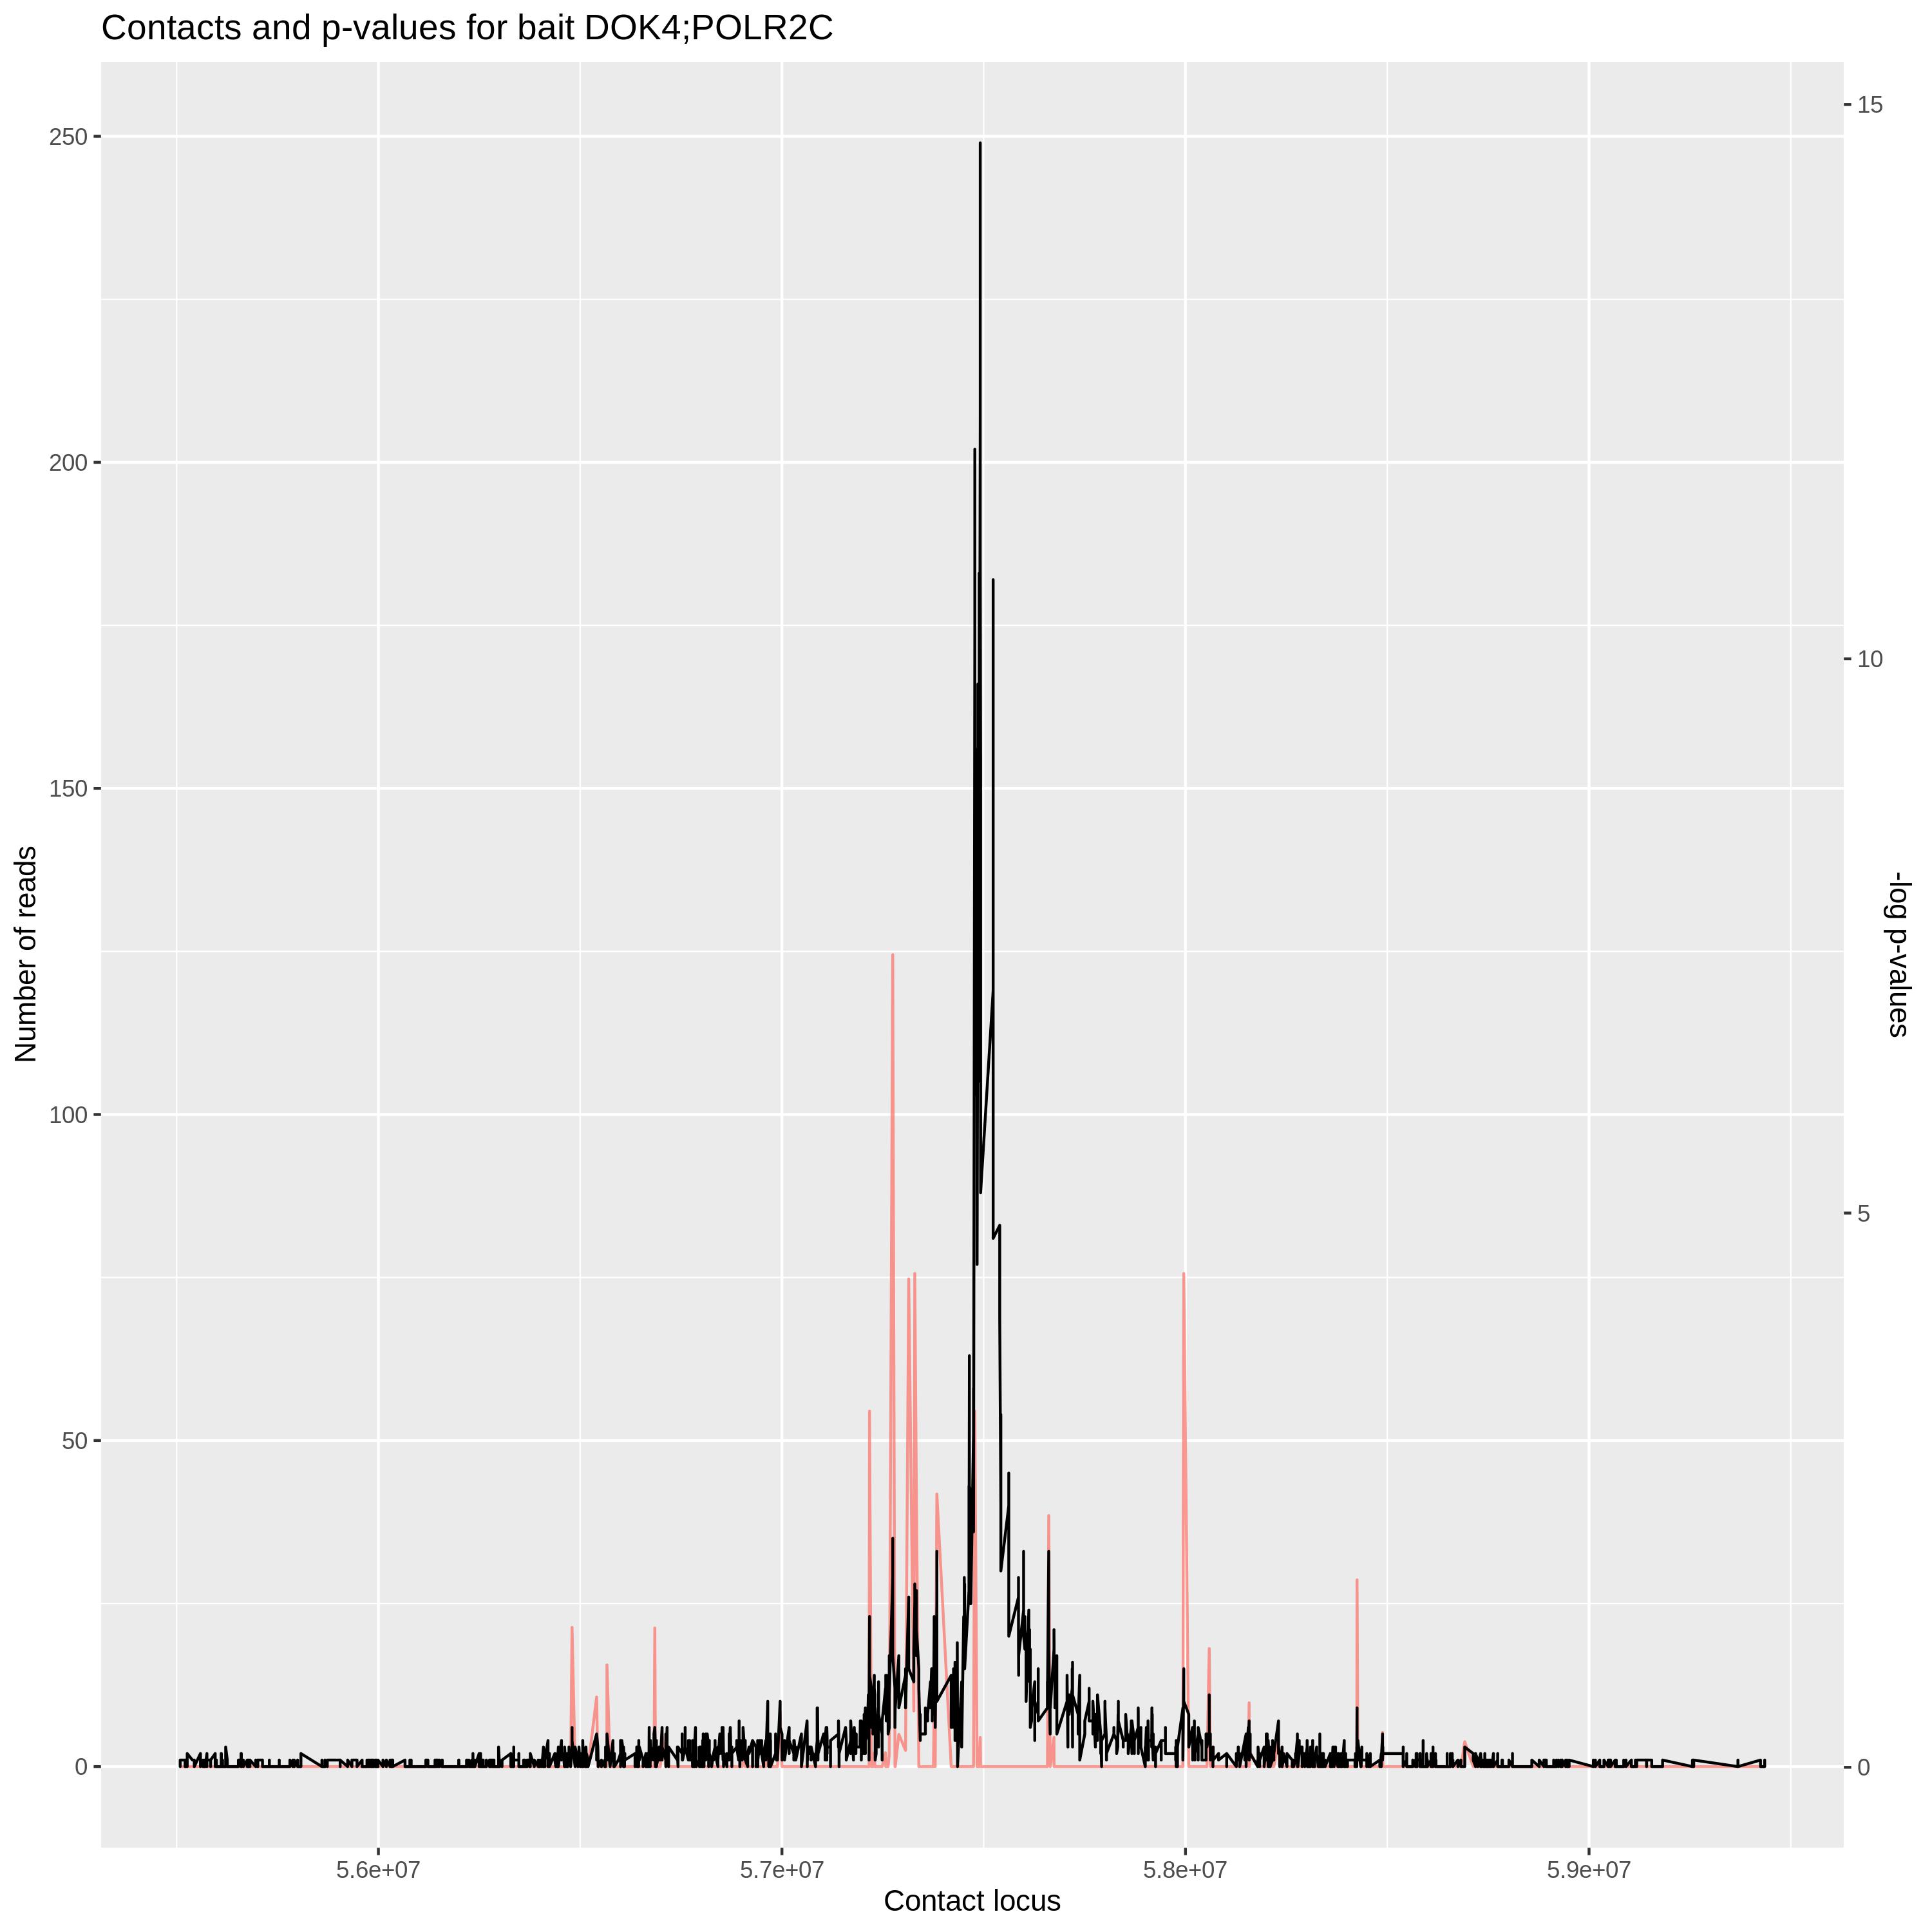 Contacts and p-values for bait DOK4;POLR2C
250
200
150
100
50
0
Number of reads
15
10
5
0
-log p-values
5.6e+07
5.7e+07
5.8e+07
5.9e+07
Contact locus